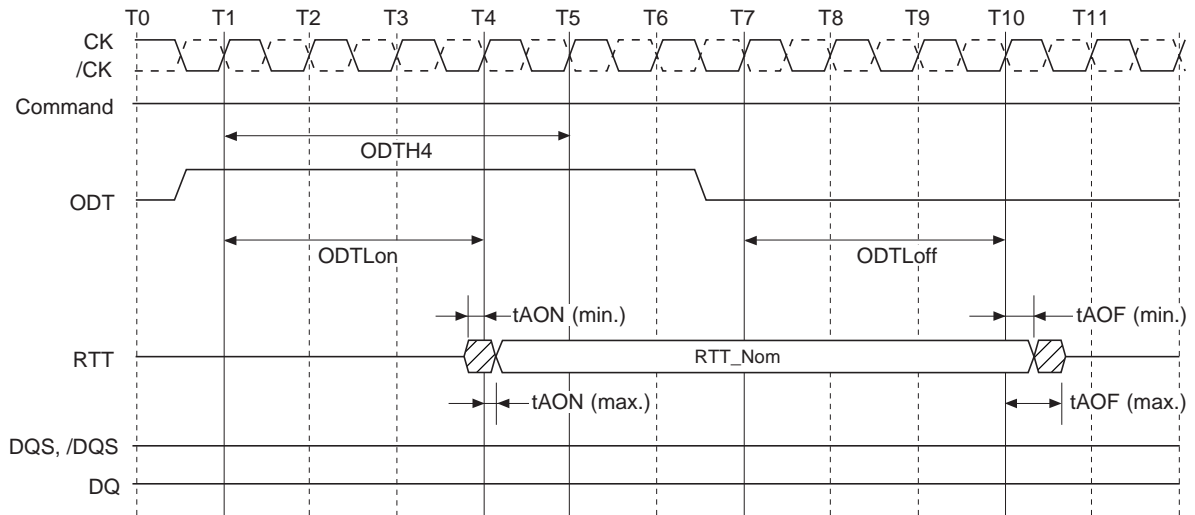 T0 T1 T2 T3 T4 T5 T6 T7 T8 T9 T10 T11
CK
/CK
Command
ODTH4
ODT
ODTLon ODTLoff
tAON (min.) tAOF (min.)
RTT RTT_Nom
tAON (max.) tAOF (max.)
DQS, /DQS
DQ